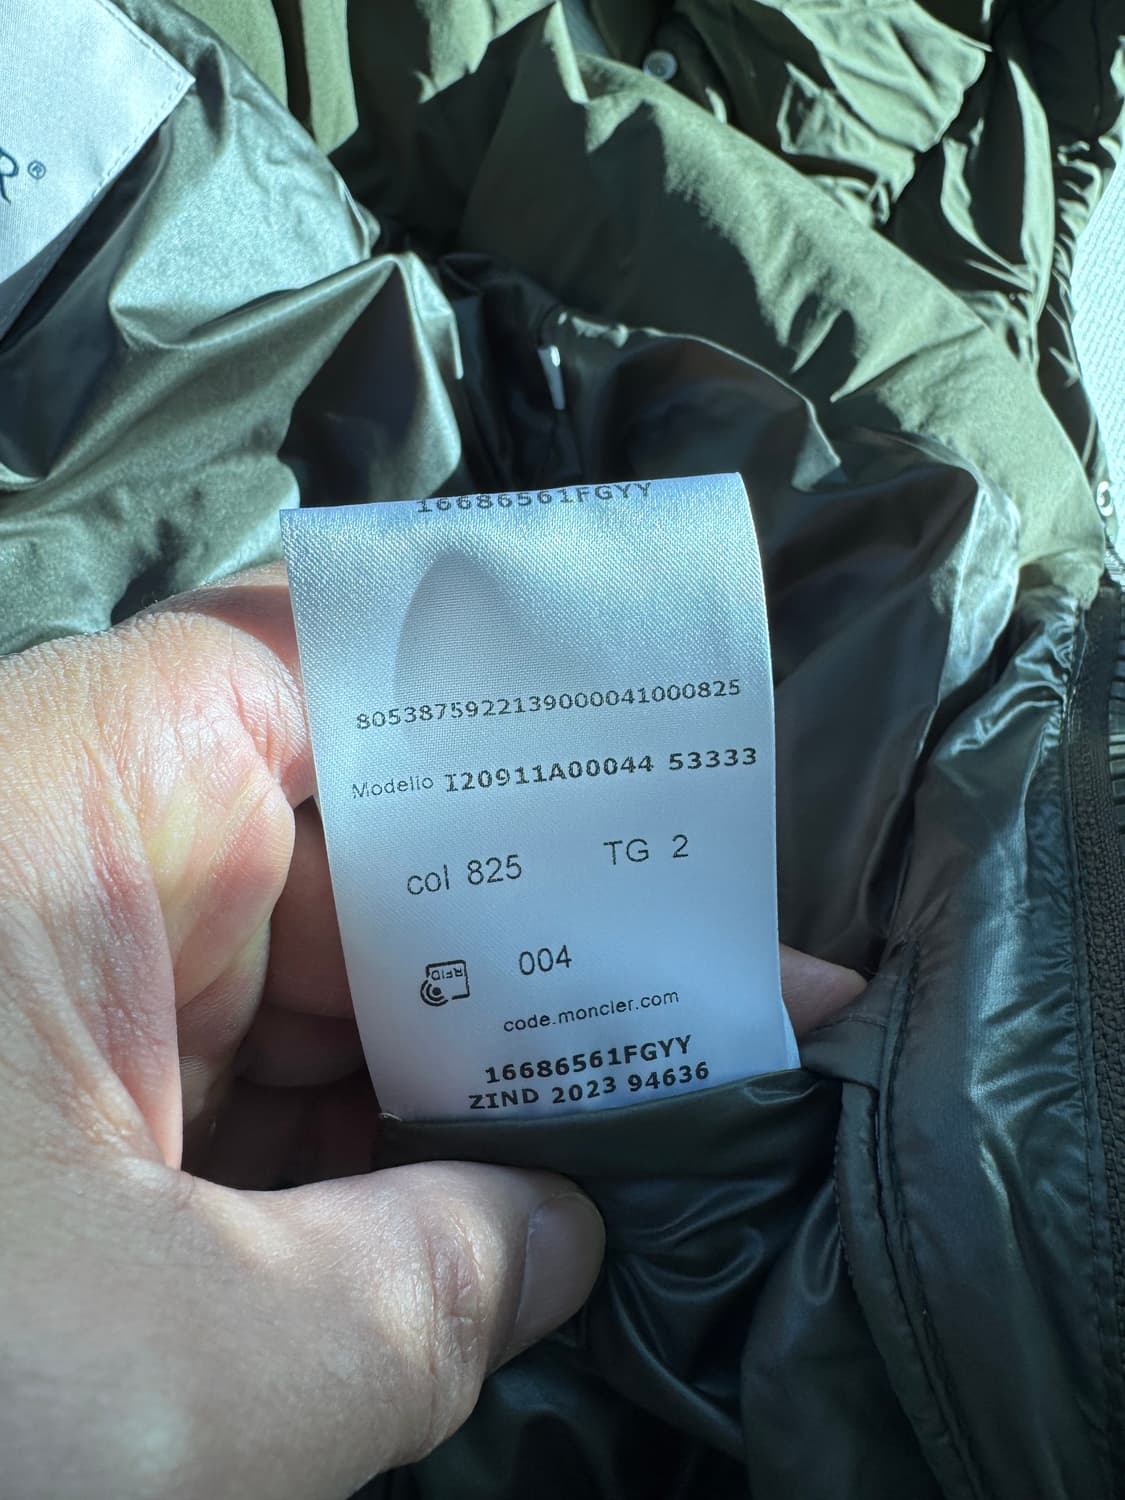 R®
16686561FGYY
8053875922139000041000825
Modello I20911A00044 53333
col 825 TG 2
RFID 004
code.moncler.com
16686561FGYY
ZIND 2023 94636